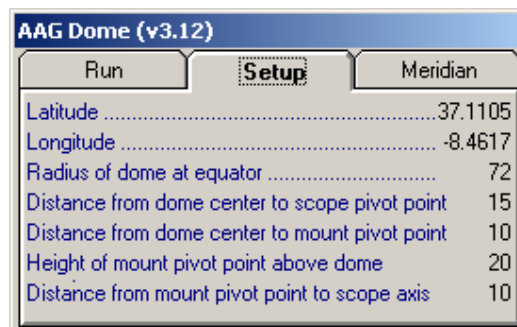 AAG Dome (v3.12)
Run Setup Meridian
Latitude ..................................................37.1105
Longitude ................................................ -8.4617
Radius of dome at equator .......................... 72
Distance from dome center to scope pivot point 15
Distance from dome center to mount pivot point 10
Height of mount pivot point above dome 20
Distance from mount pivot point to scope axis 10